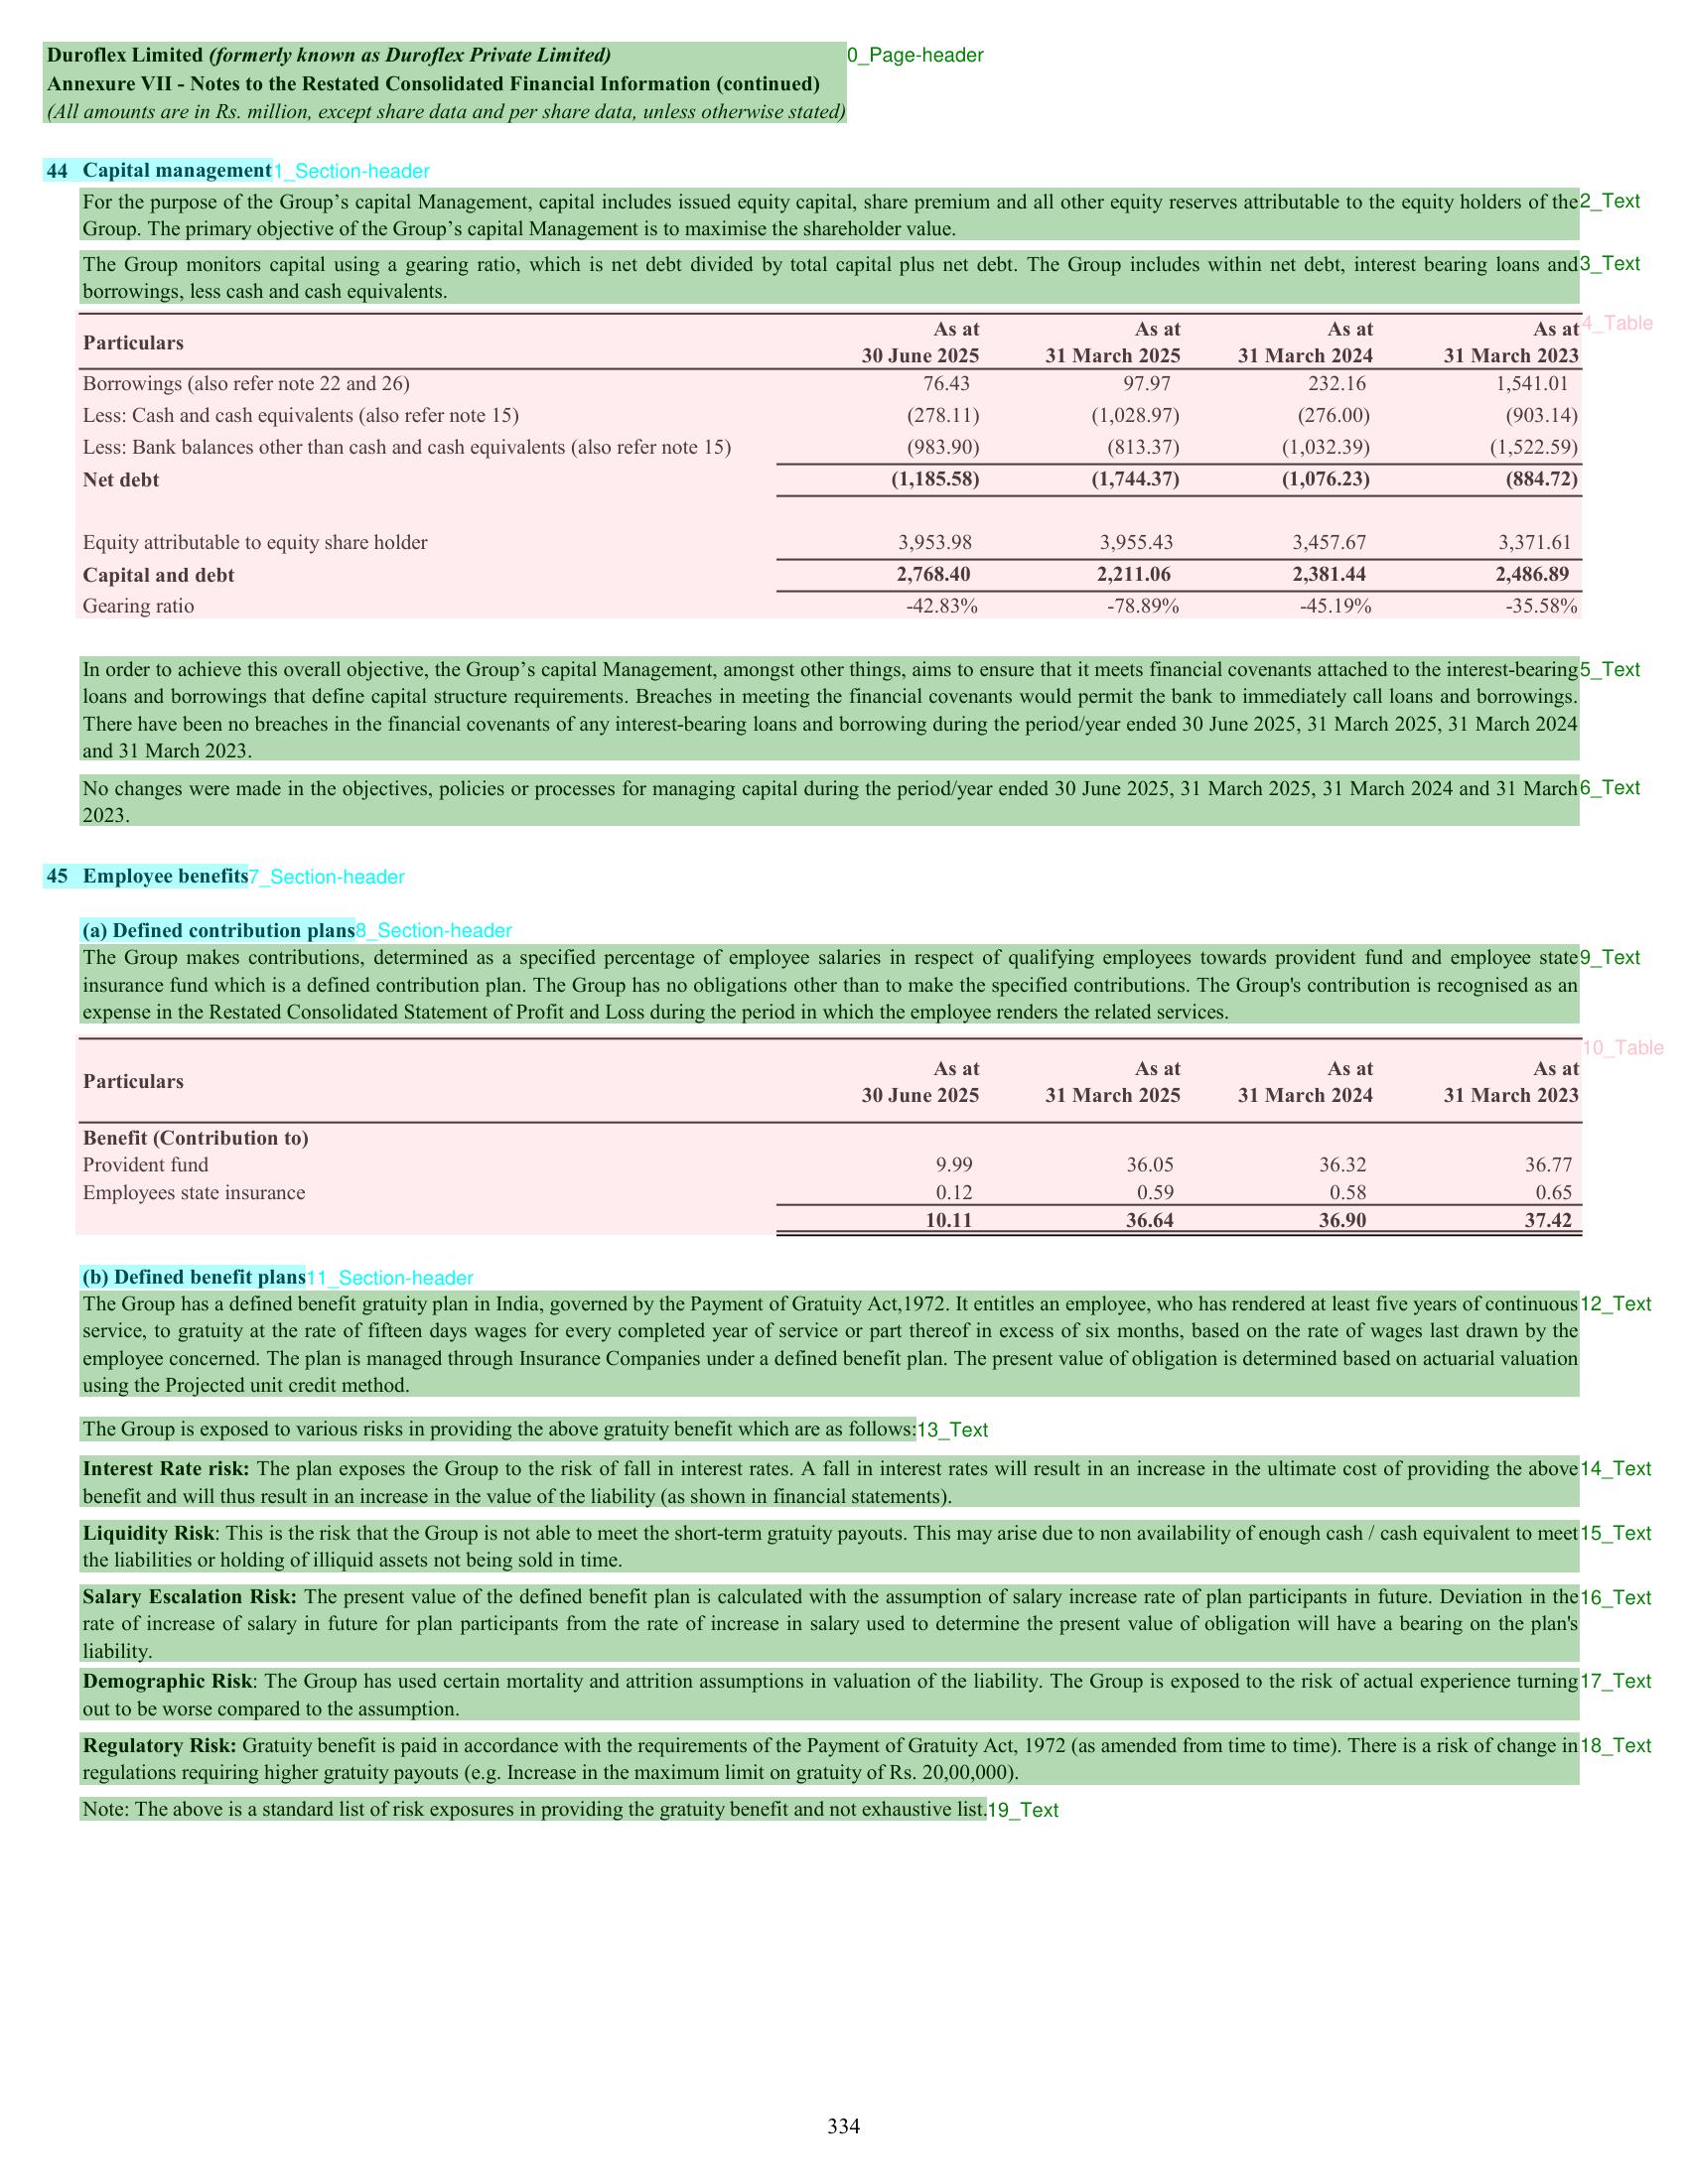 Duroflex Limited (formerly known as Duroflex Private Limited) 0_Page-header
Annexure VII - Notes to the Restated Consolidated Financial Information (continued)
(All amounts are in Rs. million, except share data and per share data, unless otherwise stated)
44 Capital management 1_Section-header
For the purpose of the Group’s capital Management, capital includes issued equity capital, share premium and all other equity reserves attributable to the equity holders of the 2_Text
Group. The primary objective of the Group’s capital Management is to maximise the shareholder value.
The Group monitors capital using a gearing ratio, which is net debt divided by total capital plus net debt. The Group includes within net debt, interest bearing loans and 3_Text
borrowings, less cash and cash equivalents.
4_Table
Particulars As at 30 June 2025 As at 31 March 2025 As at 31 March 2024 As at 31 March 2023
Borrowings (also refer note 22 and 26) 76.43 97.97 232.16 1,541.01
Less: Cash and cash equivalents (also refer note 15) (278.11) (1,028.97) (276.00) (903.14)
Less: Bank balances other than cash and cash equivalents (also refer note 15) (983.90) (813.37) (1,032.39) (1,522.59)
Net debt (1,185.58) (1,744.37) (1,076.23) (884.72)
Equity attributable to equity share holder 3,953.98 3,955.43 3,457.67 3,371.61
Capital and debt 2,768.40 2,211.06 2,381.44 2,486.89
Gearing ratio -42.83% -78.89% -45.19% -35.58%
In order to achieve this overall objective, the Group’s capital Management, amongst other things, aims to ensure that it meets financial covenants attached to the interest-bearing 5_Text
loans and borrowings that define capital structure requirements. Breaches in meeting the financial covenants would permit the bank to immediately call loans and borrowings.
There have been no breaches in the financial covenants of any interest-bearing loans and borrowing during the period/year ended 30 June 2025, 31 March 2025, 31 March 2024
and 31 March 2023.
No changes were made in the objectives, policies or processes for managing capital during the period/year ended 30 June 2025, 31 March 2025, 31 March 2024 and 31 March 6_Text
2023.
45 Employee benefits 7_Section-header
(a) Defined contribution plans 8_Section-header
The Group makes contributions, determined as a specified percentage of employee salaries in respect of qualifying employees towards provident fund and employee state 9_Text
insurance fund which is a defined contribution plan. The Group has no obligations other than to make the specified contributions. The Group's contribution is recognised as an
expense in the Restated Consolidated Statement of Profit and Loss during the period in which the employee renders the related services.
10_Table
Particulars As at 30 June 2025 As at 31 March 2025 As at 31 March 2024 As at 31 March 2023
Benefit (Contribution to)
Provident fund 9.99 36.05 36.32 36.77
Employees state insurance 0.12 0.59 0.58 0.65
10.11 36.64 36.90 37.42
(b) Defined benefit plans 11_Section-header
The Group has a defined benefit gratuity plan in India, governed by the Payment of Gratuity Act,1972. It entitles an employee, who has rendered at least five years of continuous 12_Text
service, to gratuity at the rate of fifteen days wages for every completed year of service or part thereof in excess of six months, based on the rate of wages last drawn by the
employee concerned. The plan is managed through Insurance Companies under a defined benefit plan. The present value of obligation is determined based on actuarial valuation
using the Projected unit credit method.
The Group is exposed to various risks in providing the above gratuity benefit which are as follows: 13_Text
Interest Rate risk: The plan exposes the Group to the risk of fall in interest rates. A fall in interest rates will result in an increase in the ultimate cost of providing the above 14_Text
benefit and will thus result in an increase in the value of the liability (as shown in financial statements).
Liquidity Risk: This is the risk that the Group is not able to meet the short-term gratuity payouts. This may arise due to non availability of enough cash / cash equivalent to meet 15_Text
the liabilities or holding of illiquid assets not being sold in time.
Salary Escalation Risk: The present value of the defined benefit plan is calculated with the assumption of salary increase rate of plan participants in future. Deviation in the 16_Text
rate of increase of salary in future for plan participants from the rate of increase in salary used to determine the present value of obligation will have a bearing on the plan's
liability.
Demographic Risk: The Group has used certain mortality and attrition assumptions in valuation of the liability. The Group is exposed to the risk of actual experience turning 17_Text
out to be worse compared to the assumption.
Regulatory Risk: Gratuity benefit is paid in accordance with the requirements of the Payment of Gratuity Act, 1972 (as amended from time to time). There is a risk of change in 18_Text
regulations requiring higher gratuity payouts (e.g. Increase in the maximum limit on gratuity of Rs. 20,00,000).
Note: The above is a standard list of risk exposures in providing the gratuity benefit and not exhaustive list. 19_Text
334